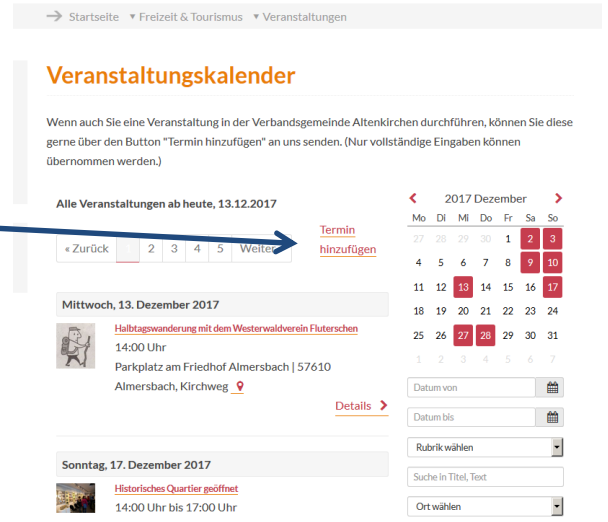 Startseite ▾ Freizeit & Tourismus ▾ Veranstaltungen
Veranstaltungskalender
Wenn auch Sie eine Veranstaltung in der Verbandsgemeinde Altenkirchen durchführen, können Sie diese
gerne über den Button "Termin hinzufügen" an uns senden. (Nur vollständige Eingaben können
übernommen werden.)
Alle Veranstaltungen ab heute, 13.12.2017
« Zurück 1 2 3 4 5
Termin
hinzufügen
Mittwoch, 13. Dezember 2017
Halbtagswanderung mit dem Westerwaldverein Fluterschen
14:00 Uhr
Parkplatz am Friedhof Almersbach | 57610
Almersbach, Kirchweg
Details
Sonntag, 17. Dezember 2017
Historisches Quartier geöffnet
14:00 Uhr bis 17:00 Uhr
2017 Dezember
Mo Di Mi Do Fr Sa So
27 28 29 30 1 2 3
4 5 6 7 8 9 10
11 12 13 14 15 16 17
18 19 20 21 22 23 24
25 26 27 28 29 30 31
1 2 3 4 5 6 7
Datum von
Datum bis
Rubrik wählen
Suche in Titel, Text
Ort wählen